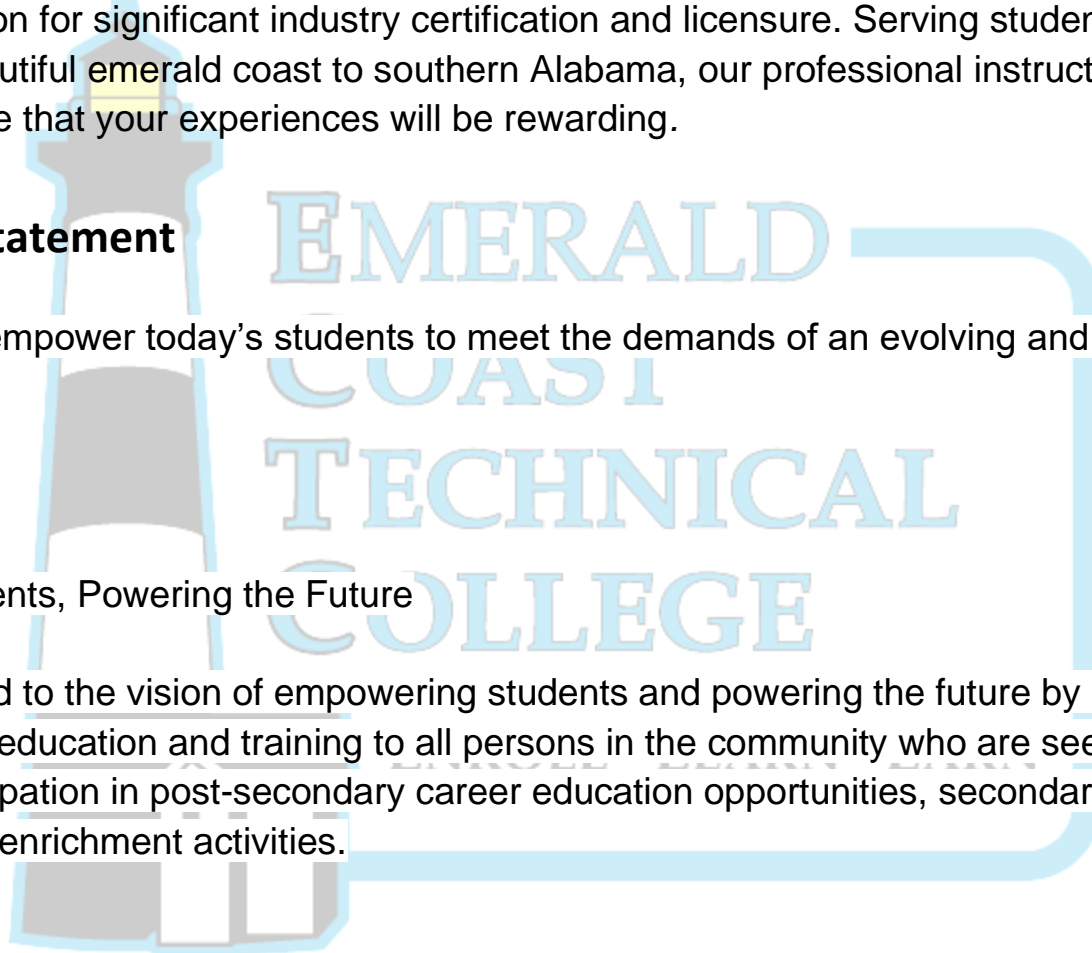 on for significant industry certification and licensure. Serving studen
utiful emerald coast to southern Alabama, our professional instruct
e that your experiences will be rewarding.
EMERALD
tatement
empower today’s students to meet the demands of an evolving and
COAST
TECHNICAL
ents, Powering the Future
COLLEGE
d to the vision of empowering students and powering the future by
education and training to all persons in the community who are see
ENROLL LEARN EARN
pation in post-secondary career education opportunities, secondar
enrichment activities.